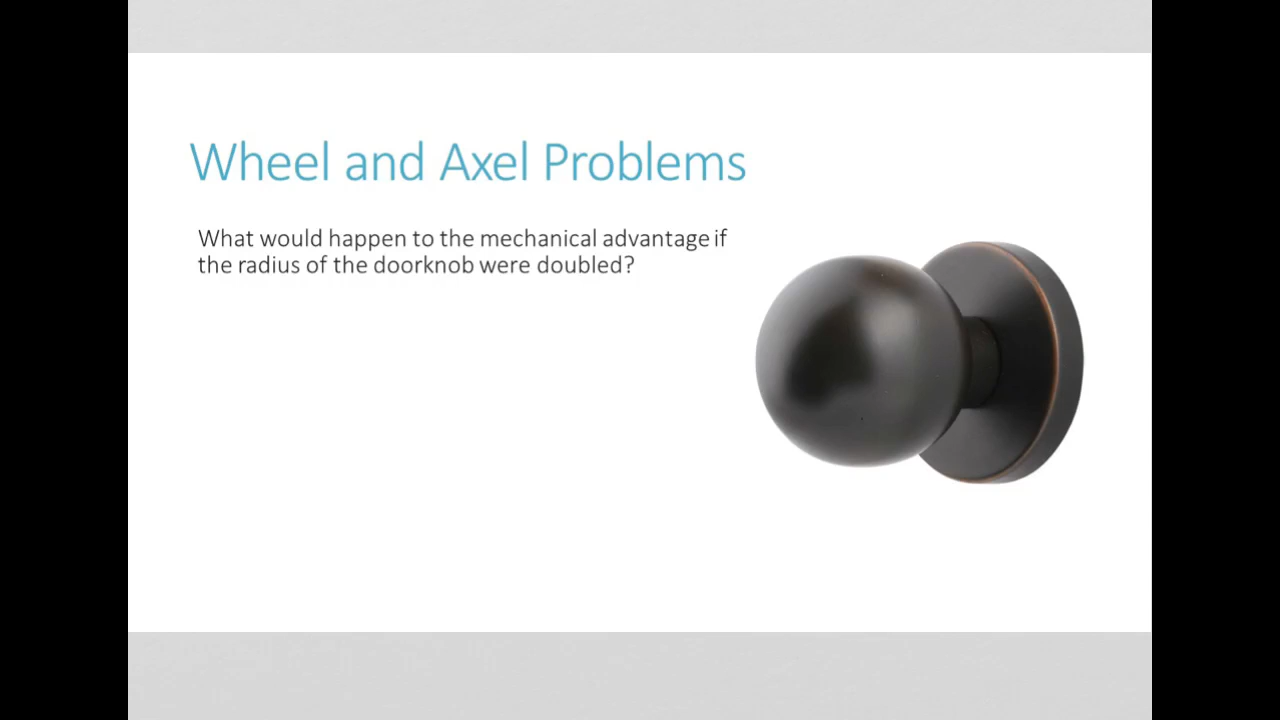 Wheel and Axel Problems
What would happen to the mechanical advantage if
the radius of the doorknob were doubled?